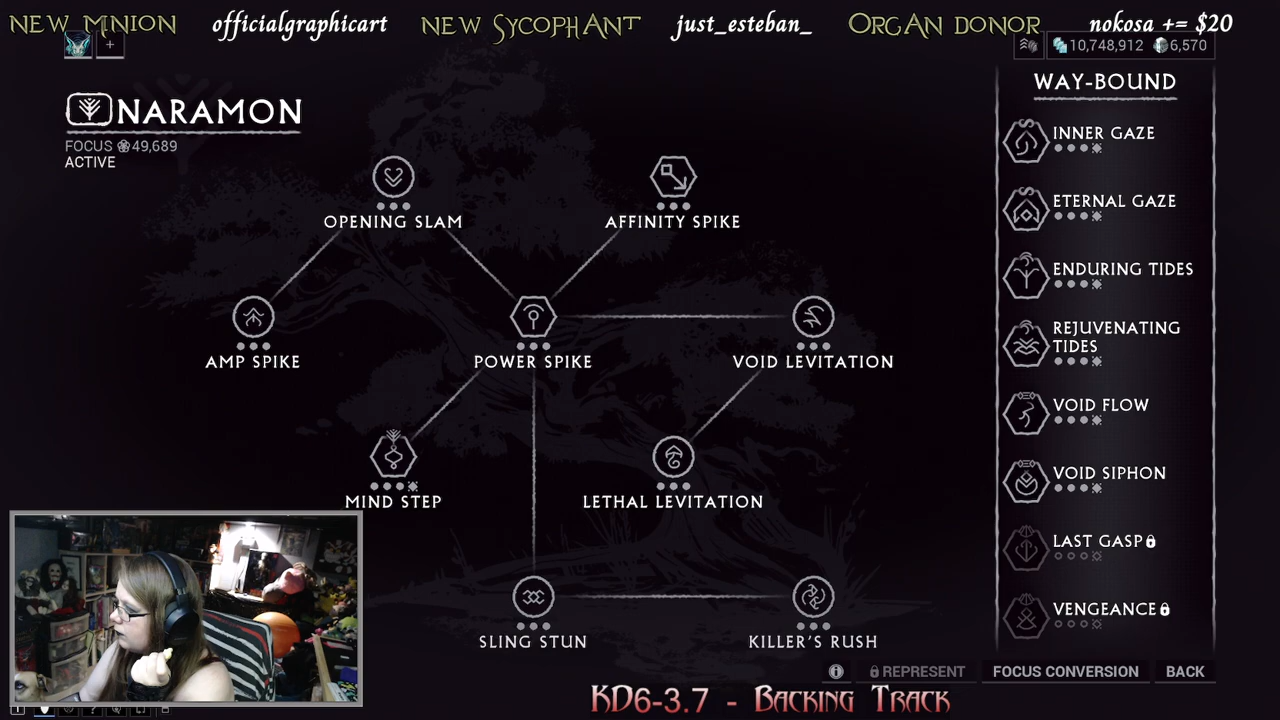 NEW MINION officialgraphicart NEW SYCOPHANT just_esteban_ ORGAN DONOR nokosa += $20
10,748,912 6,570
NARAMON
FOCUS 49,689
ACTIVE
OPENING SLAM
AFFINITY SPIKE
AMP SPIKE
POWER SPIKE
VOID LEVITATION
MIND STEP
LETHAL LEVITATION
SLING STUN
KILLER'S RUSH
WAY-BOUND
INNER GAZE
ETERNAL GAZE
ENDURING TIDES
REJUVENATING
TIDES
VOID FLOW
VOID SIPHON
LAST GASP
VENGEANCE
REPRESENT FOCUS CONVERSION BACK
KD6-3.7 - BACKING TRACK